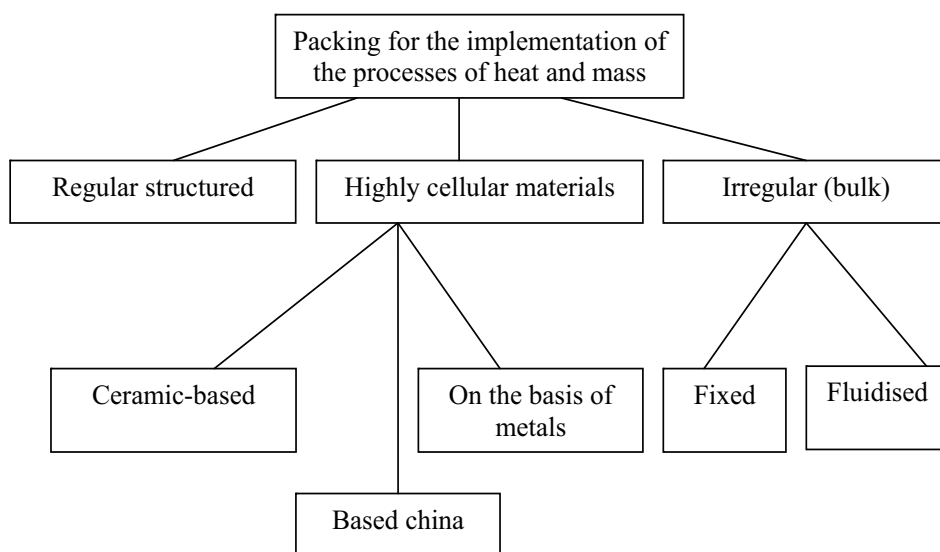 Packing for the implementation of
the processes of heat and mass
Regular structured
Highly cellular materials
Irregular (bulk)
Ceramic-based
On the basis of
metals
Fixed
Fluidised
Based china